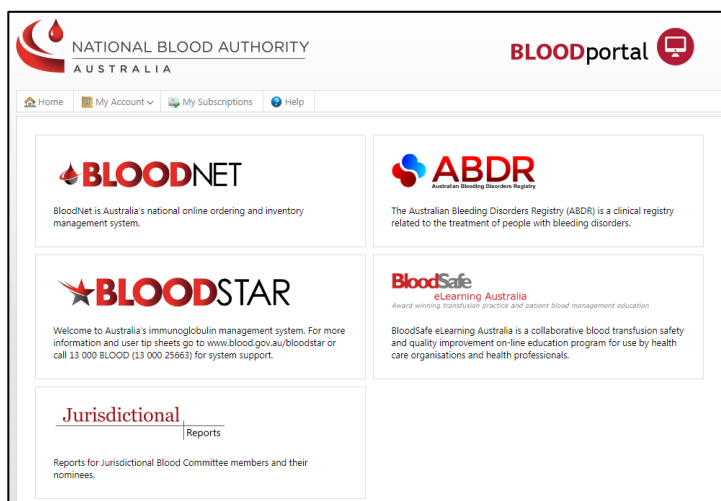 NATIONAL BLOOD AUTHORITY
AUSTRALIA
BLOODportal
Home My Account My Subscriptions Help
BLOODNET
BloodNet is Australia's national online ordering and inventory
management system.
ABDR
Australian Bleeding Disorders Registry
The Australian Bleeding Disorders Registry (ABDR) is a clinical registry
related to the treatment of people with bleeding disorders.
BLOODSTAR
Welcome to Australia's immunoglobulin management system. For more
information and user tip sheets go to www.blood.gov.au/bloodstar or
call 13 000 BLOOD (13 000 25663) for system support.
BloodSafe
eLearning Australia
Award winning transfusion practice and patient blood management education
BloodSafe eLearning Australia is a collaborative blood transfusion safety
and quality improvement on-line education program for use by health
care organisations and health professionals.
Jurisdictional
Reports
Reports for Jurisdictional Blood Committee members and their
nominees.